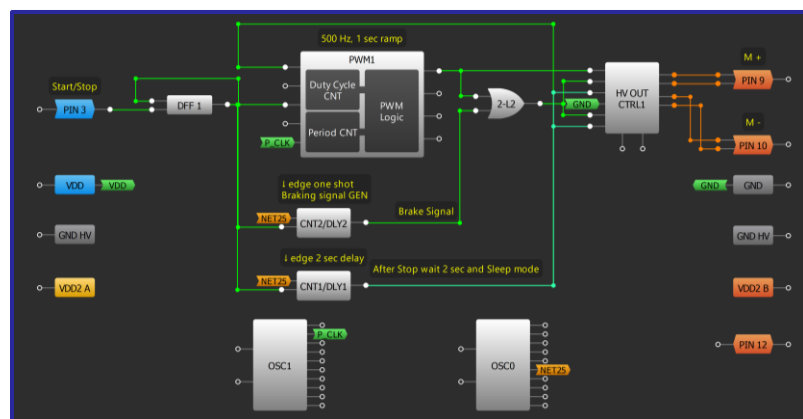 500 Hz, 1 sec ramp
PWM1
M +
Start/Stop
Duty Cycle
CNT
PWM
Logic
HV OUT
CTRL1
PIN 9
PIN 3
DFF 1
2-L2
GND
Period CNT
P_CLK
M -
PIN 10
VDD
VDD
↓ edge one shot
Braking signal GEN
GND
GND
NET25
CNT2/DLY2
Brake Signal
GND HV
GND HV
↓ edge 2 sec delay
NET25
CNT1/DLY1
After Stop wait 2 sec and Sleep mode
VDD2 A
VDD2 B
P_CLK
OSC1
OSC0
NET25
PIN 12